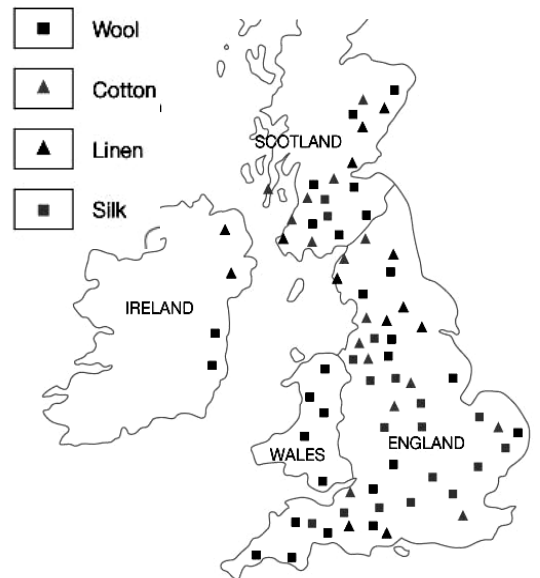 Wool
Cotton
Linen
Silk
SCOTLAND
IRELAND
WALES
ENGLAND